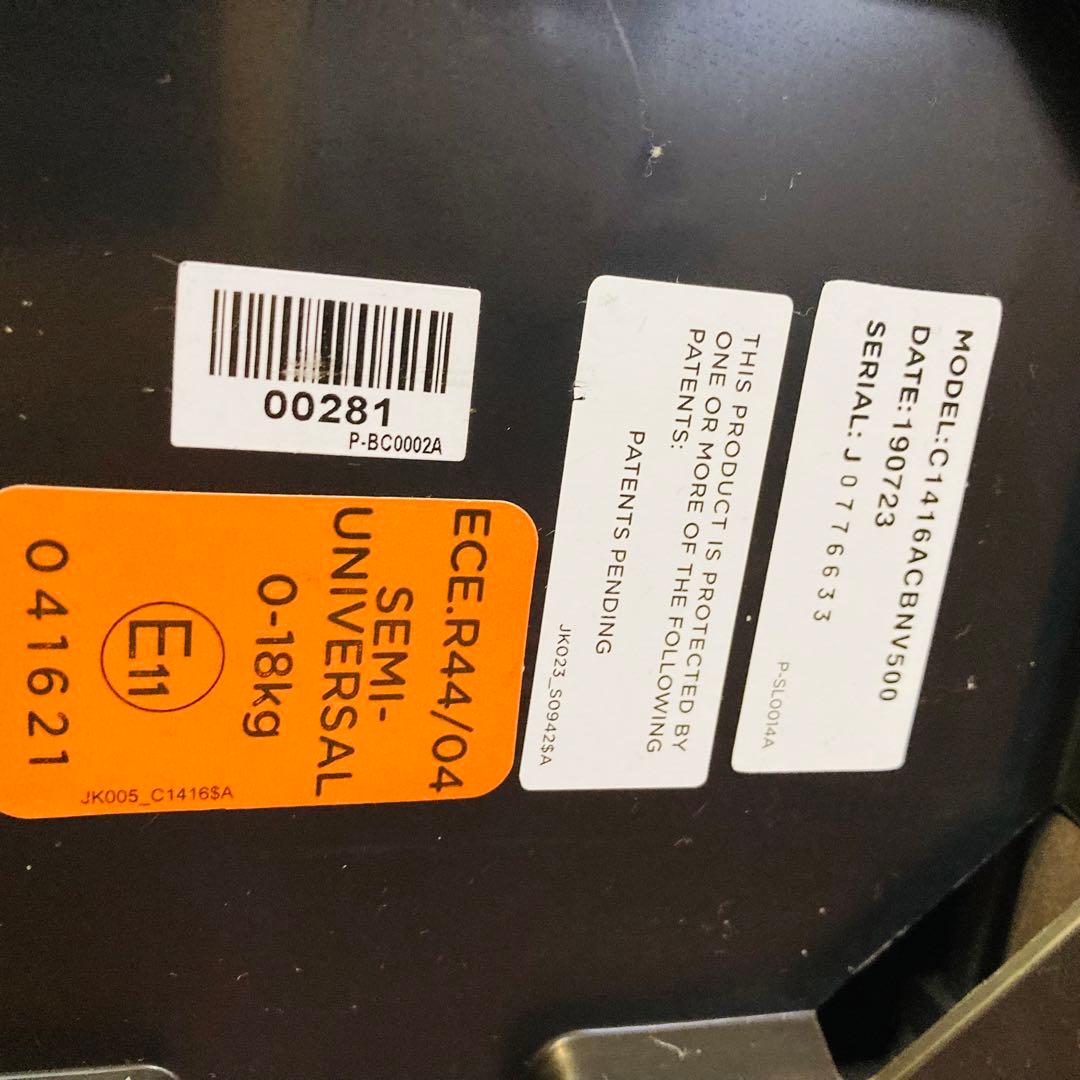 00281
P-BC0002A
ECE.R44/04
SEMI-
UNIVERSAL
0-18kg
E11
041621
JK005_C1416$A
THIS PRODUCT IS PROTECTED BY
ONE OR MORE OF THE FOLLOWING
PATENTS:
PATENTS PENDING
JK023_S0942$A
MODEL:C1416ACBNV500
DATE:190723
SERIAL:J0776633
P-SL0014A